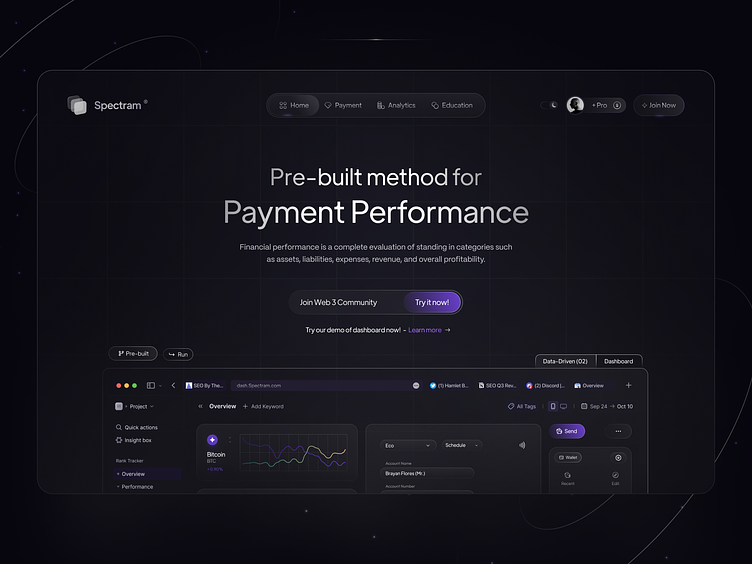 Spectram ®
Home
Payment
Analytics
Education
+ Pro
Join Now
Pre-built method for
Payment Performance
Financial performance is a complete evaluation of standing in categories such
as assets, liabilities, expenses, revenue, and overall profitability.
Join Web 3 Community
Try it now!
Try our demo of dashboard now! - Learn more →
Pre-built
Run
Data-Driven (02)
Dashboard
SEO By The...
dash.Spectram.com
(1) Hamlet B...
SEO Q3 Rev...
(2) Discord |..
Overview
Project
Overview
Add Keyword
All Tags
Sep 24 → Oct 10
Quick actions
Insight box
Rank Tracker
+ Overview
+ Performance
Bitcoin
BTC
+0.90%
Eco
Schedule
Account Name
Brayan Flores (Mr.)
Account Number
Send
Wallet
Revert
Edit